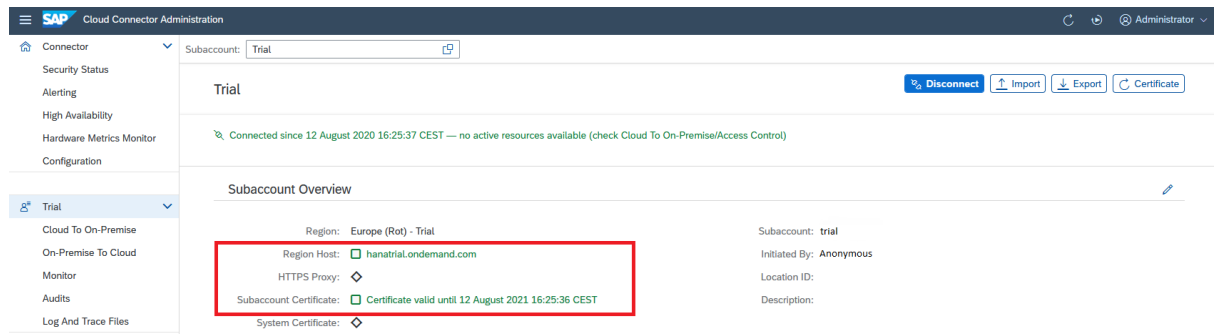 SAP Cloud Connector Administration
Administrator
Connector
Security Status
Alerting
High Availability
Hardware Metrics Monitor
Configuration
Trial
Cloud To On-Premise
On-Premise To Cloud
Monitor
Audits
Log And Trace Files
Subaccount: Trial
Trial
Disconnect
Import
Export
Certificate
Connected since 12 August 2020 16:25:37 CEST — no active resources available (check Cloud To On-Premise/Access Control)
Subaccount Overview
Region: Europe (Rot) - Trial
Region Host: hanatrial.ondemand.com
HTTPS Proxy:
Subaccount Certificate: Certificate valid until 12 August 2021 16:25:36 CEST
System Certificate:
Subaccount: trial
Initiated By: Anonymous
Location ID:
Description: